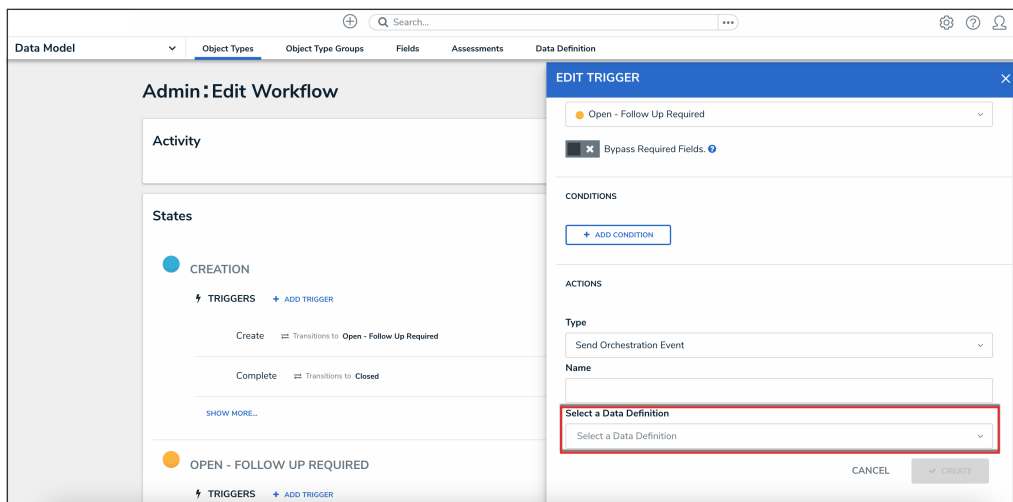 Search...
Data Model
Object Types
Object Type Groups
Fields
Assessments
Data Definition
Admin:Edit Workflow
Activity
States
CREATION
TRIGGERS
+ ADD TRIGGER
Create
Transitions to Open - Follow Up Required
Complete
Transitions to Closed
SHOW MORE...
OPEN - FOLLOW UP REQUIRED
TRIGGERS
+ ADD TRIGGER
EDIT TRIGGER
Open - Follow Up Required
Bypass Required Fields.
CONDITIONS
+ ADD CONDITION
ACTIONS
Type
Send Orchestration Event
Name
Select a Data Definition
Select a Data Definition
CANCEL
CREATE